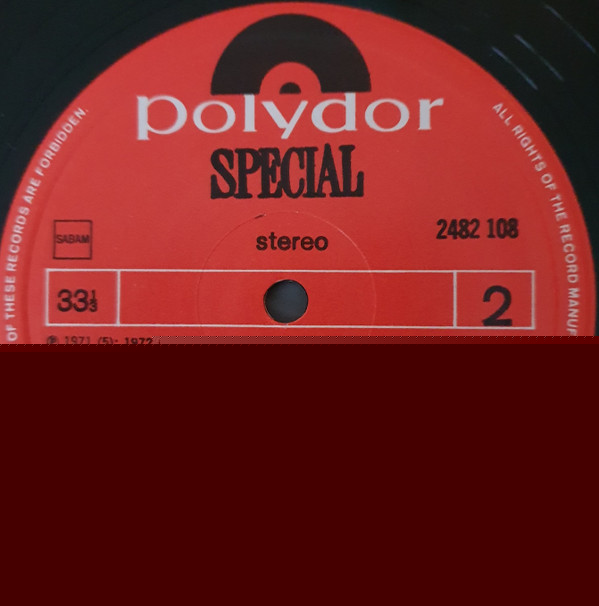 polydor
SPECIAL
SABAM
stereo
2482 108
33⅓
2
℗ 1971 (5): 1972
OF THESE RECORDS ARE FORBIDDEN.
ALL RIGHTS OF THE RECORD